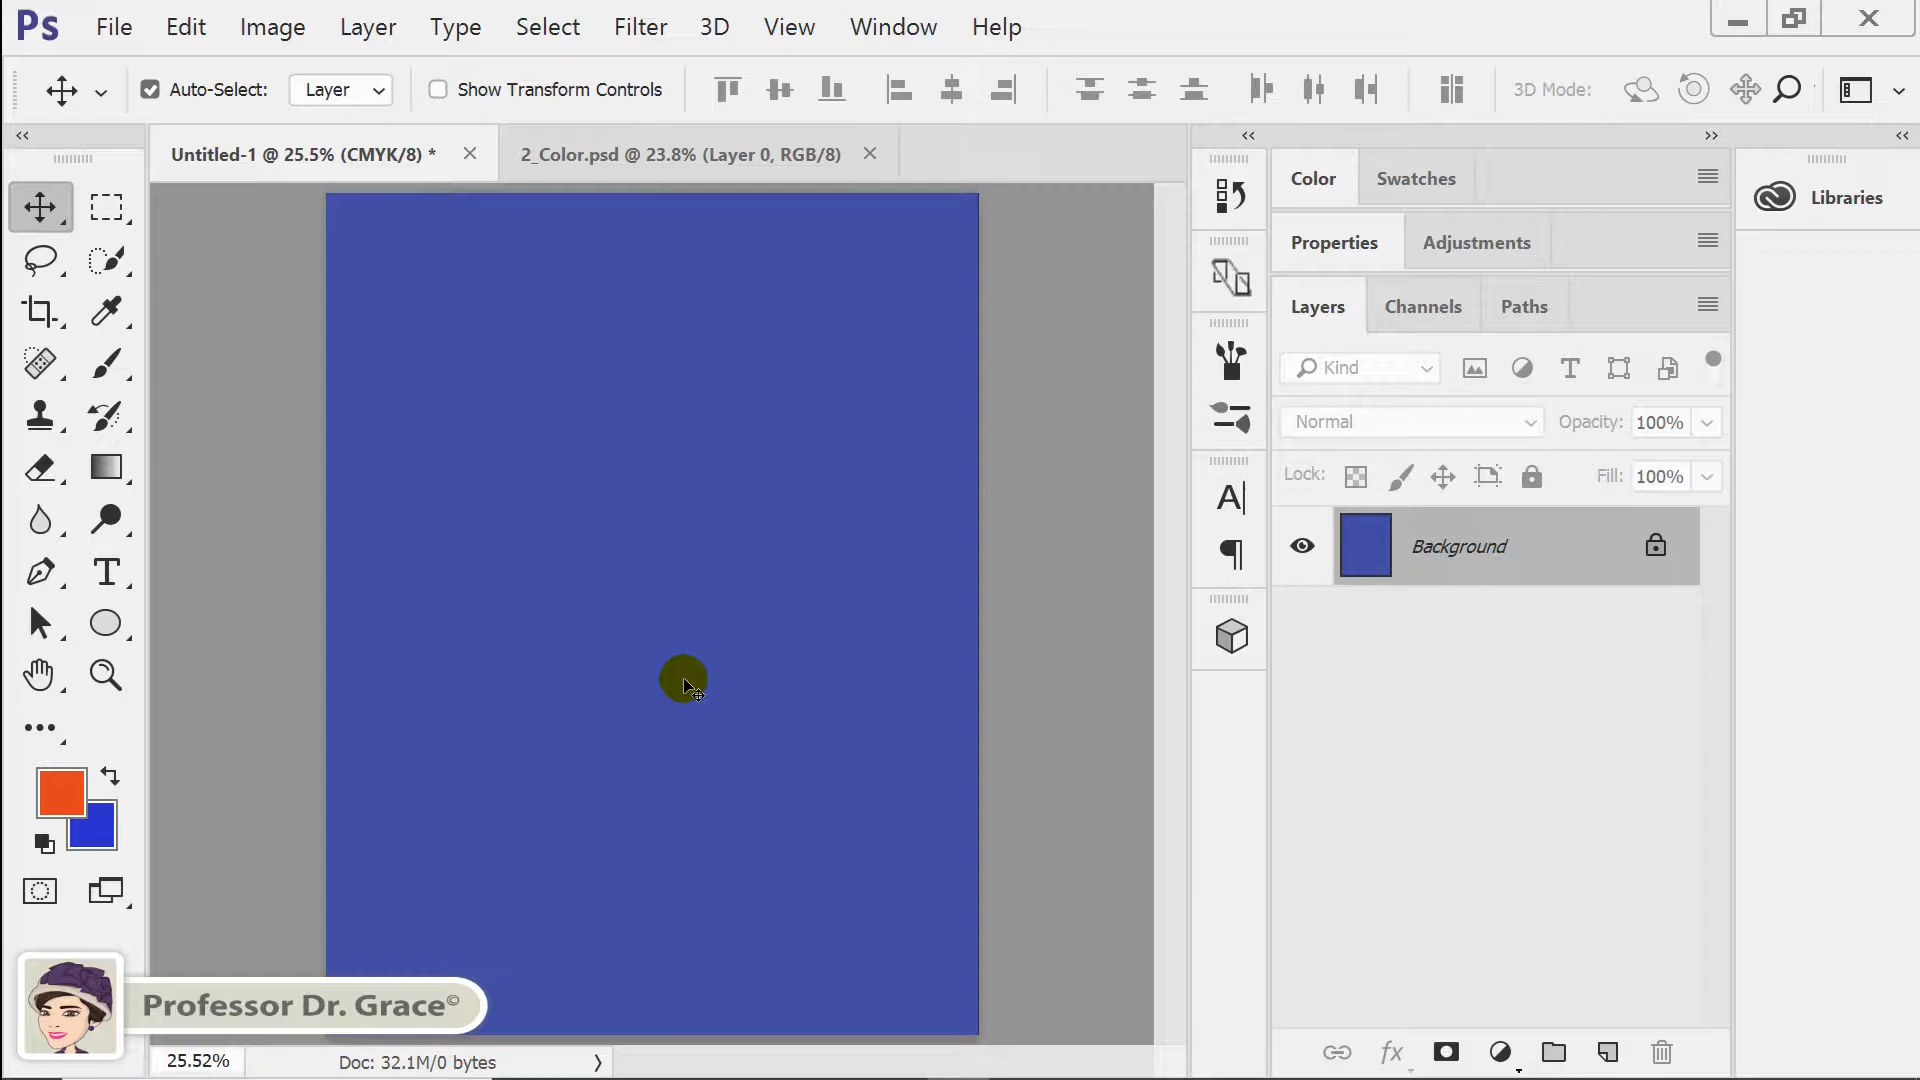 Ps File Edit Image Layer Type Select Filter 3D View Window Help
Auto-Select: Layer Show Transform Controls 3D Mode:
Untitled-1 @ 25.5% (CMYK/8) * 2_Color.psd @ 23.8% (Layer 0, RGB/8)
Color Swatches
Libraries
Properties Adjustments
Layers Channels Paths
Kind
Normal Opacity: 100%
Lock: Fill: 100%
Background
Professor Dr. Grace©
25.52% Doc: 32.1M/0 bytes